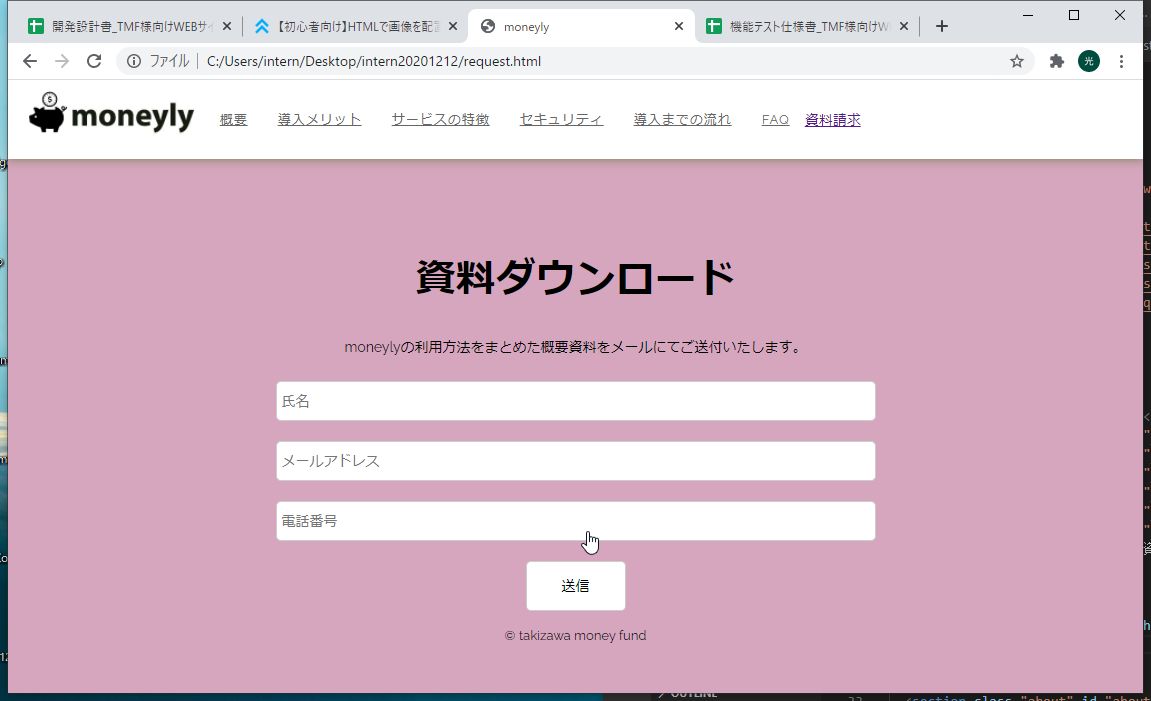 開発設計書_TMF様向けWEBサイ
【初心者向け】HTMLで画像を配置
moneyly
機能テスト仕様書_TMF様向けW
ファイル
C:/Users/intern/Desktop/intern20201212/request.html
光
moneyly
概要
導入メリット
サービスの特徴
セキュリティ
導入までの流れ
FAQ
資料請求
資料ダウンロード
moneylyの利用方法をまとめた概要資料をメールにてご送付いたします。
氏名
メールアドレス
電話番号
送信
© takizawa money fund
OUTLINE